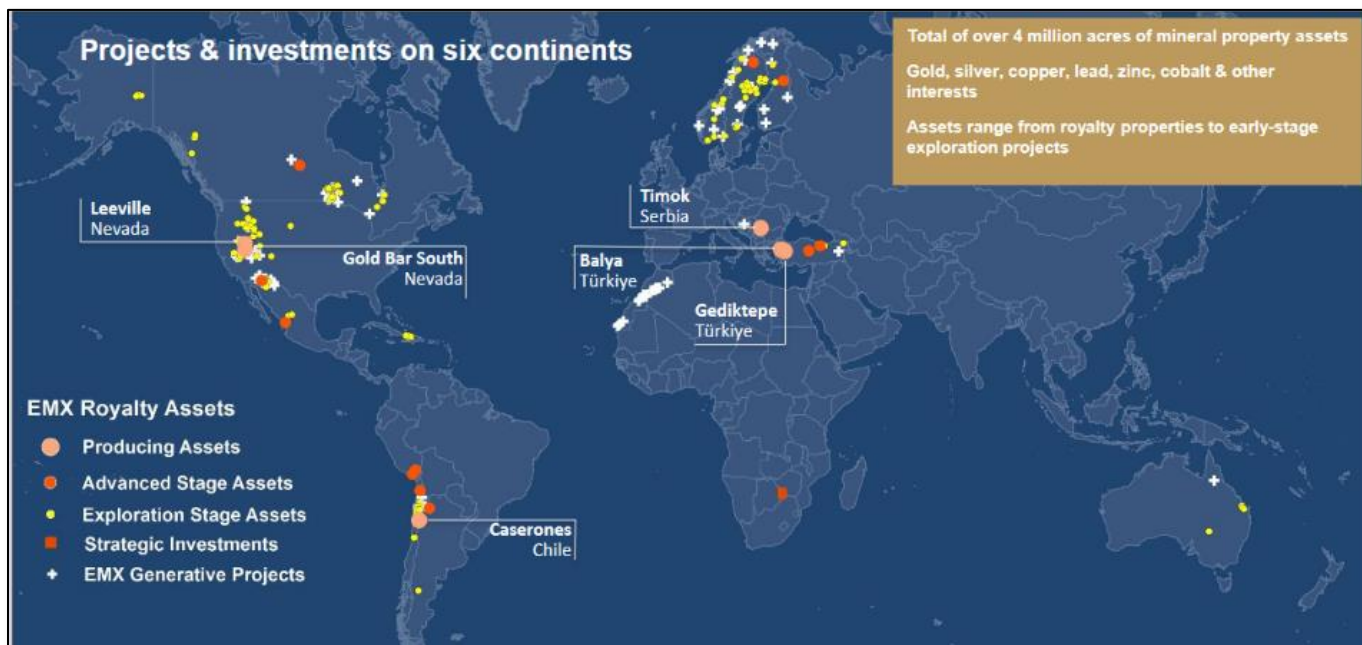 Projects & investments on six continents
Total of over 4 million acres of mineral property assets
Gold, silver, copper, lead, zinc, cobalt & other
interests
Assets range from royalty properties to early-stage
exploration projects
Leeville
Nevada
Gold Bar South
Nevada
Timok
Serbia
Balya
Türkiye
Gediktepe
Türkiye
Caserones
Chile
EMX Royalty Assets
Producing Assets
Advanced Stage Assets
Exploration Stage Assets
Strategic Investments
EMX Generative Projects